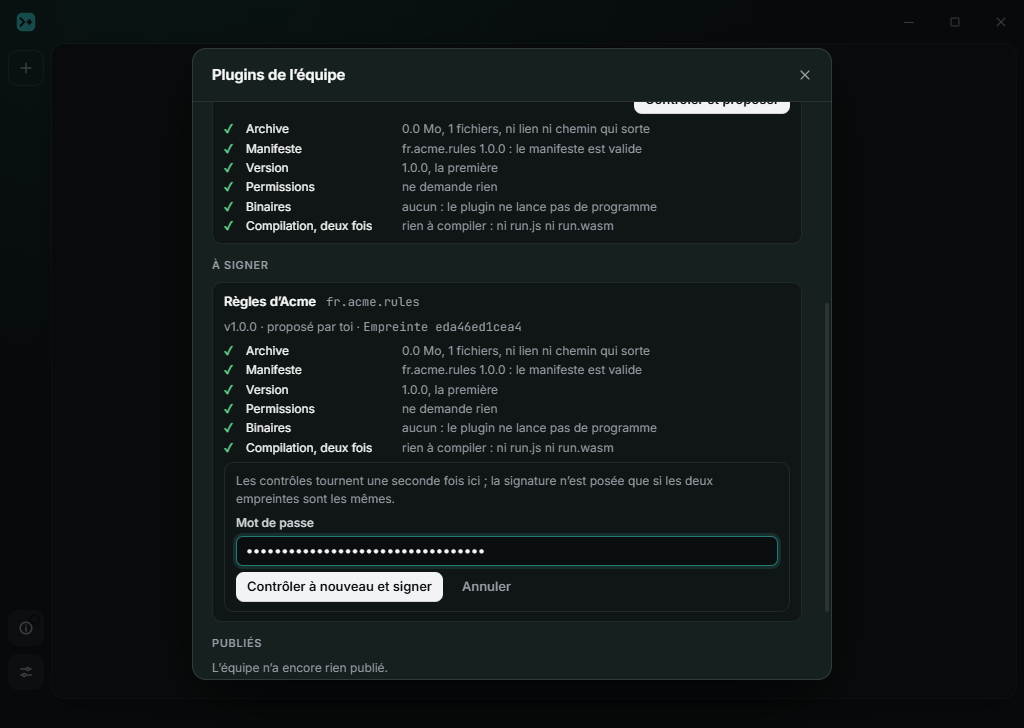 Plugins de l’équipe
Contrôler et proposer
Archive 0.0 Mo, 1 fichiers, ni lien ni chemin qui sorte
Manifeste fr.acme.rules 1.0.0 : le manifeste est valide
Version 1.0.0, la première
Permissions ne demande rien
Binaires aucun : le plugin ne lance pas de programme
Compilation, deux fois rien à compiler : ni run.js ni run.wasm
À SIGNER
Règles d’Acme fr.acme.rules
v1.0.0 · proposé par toi · Empreinte eda46ed1cea4
Archive 0.0 Mo, 1 fichiers, ni lien ni chemin qui sorte
Manifeste fr.acme.rules 1.0.0 : le manifeste est valide
Version 1.0.0, la première
Permissions ne demande rien
Binaires aucun : le plugin ne lance pas de programme
Compilation, deux fois rien à compiler : ni run.js ni run.wasm
Les contrôles tournent une seconde fois ici ; la signature n’est posée que si les deux
empreintes sont les mêmes.
Mot de passe
Contrôler à nouveau et signer Annuler
PUBLIÉS
L’équipe n’a encore rien publié.